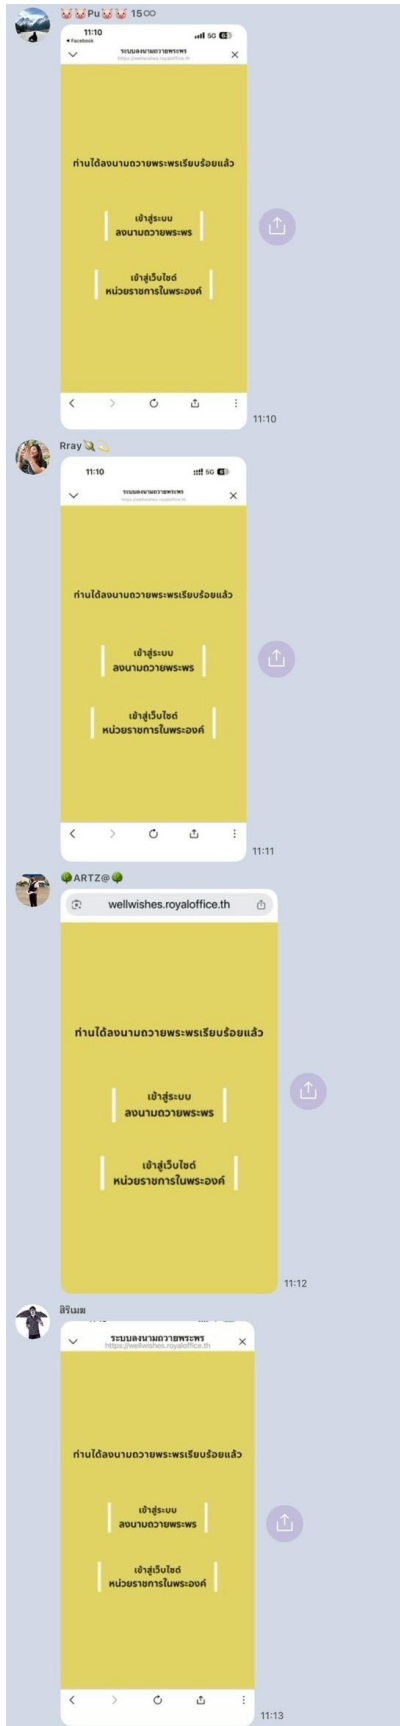 🐷🐷Pu🐷🐷 15○○
11:10
5G
Facebook
ระบบลงนามถวายพระพร
https://wellwishes.royaloffice.th
ท่านได้ลงนามถวายพระพรเรียบร้อยแล้ว
เข้าสู่ระบบ
ลงนามถวายพระพร
เข้าสู่เว็บไซต์
หน่วยราชการในพระองค์
11:10
Rray
11:10
5G
ระบบลงนามถวายพระพร
https://wellwishes.royaloffice.th
ท่านได้ลงนามถวายพระพรเรียบร้อยแล้ว
เข้าสู่ระบบ
ลงนามถวายพระพร
เข้าสู่เว็บไซต์
หน่วยราชการในพระองค์
11:11
🌳ARTZ@🌳
wellwishes.royaloffice.th
ท่านได้ลงนามถวายพระพรเรียบร้อยแล้ว
เข้าสู่ระบบ
ลงนามถวายพระพร
เข้าสู่เว็บไซต์
หน่วยราชการในพระองค์
11:12
สิริเมฆ
ระบบลงนามถวายพระพร
https://wellwishes.royaloffice.th
ท่านได้ลงนามถวายพระพรเรียบร้อยแล้ว
เข้าสู่ระบบ
ลงนามถวายพระพร
เข้าสู่เว็บไซต์
หน่วยราชการในพระองค์
11:13